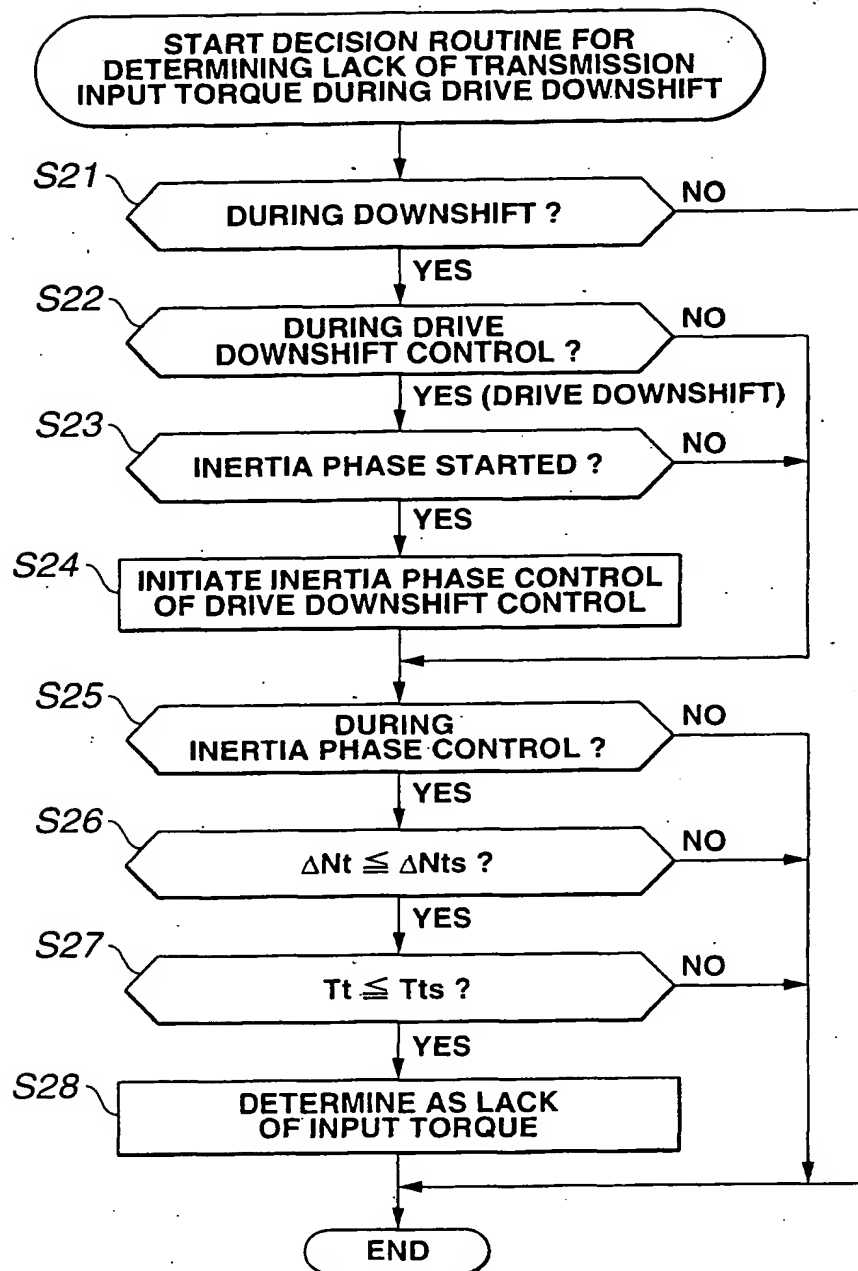 START DECISION ROUTINE FOR
DETERMINING LACK OF TRANSMISSION
INPUT TORQUE DURING DRIVE DOWNSHIFT
S21
DURING DOWNSHIFT ?
NO
YES
S22
DURING DRIVE
DOWNSHIFT CONTROL ?
NO
YES (DRIVE DOWNSHIFT)
S23
INERTIA PHASE STARTED ?
NO
YES
S24
INITIATE INERTIA PHASE CONTROL
OF DRIVE DOWNSHIFT CONTROL
S25
DURING
INERTIA PHASE CONTROL ?
NO
YES
S26
ΔNt ≦ ΔNts ?
NO
YES
S27
Tt ≦ Tts ?
NO
YES
S28
DETERMINE AS LACK
OF INPUT TORQUE
END